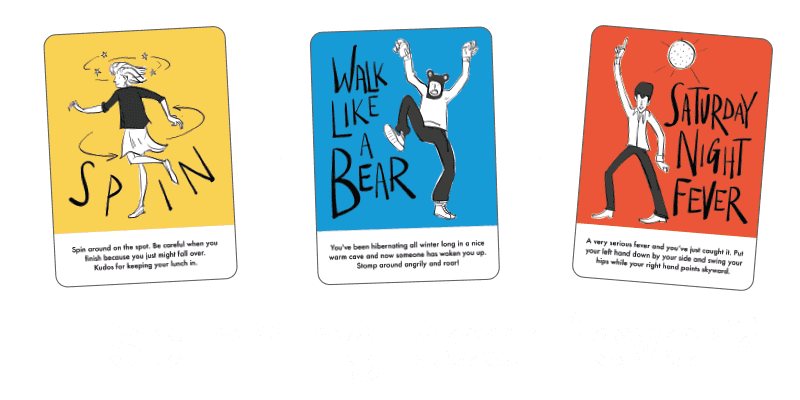 SPIN
Spin around on the spot. Be careful when you
finish because you just might fall over.
Kudos for keeping your lunch in.
WALK
LIKE
A
BEAR
You've been hibernating all winter long in a nice
warm cave and now someone has woken you up.
Stomp around angrily and roar!
SATURDAY
NIGHT
FEVER
A very serious fever and you've just caught it. Put
your left hand down by your side and swing your
hips while your right hand points skyward.